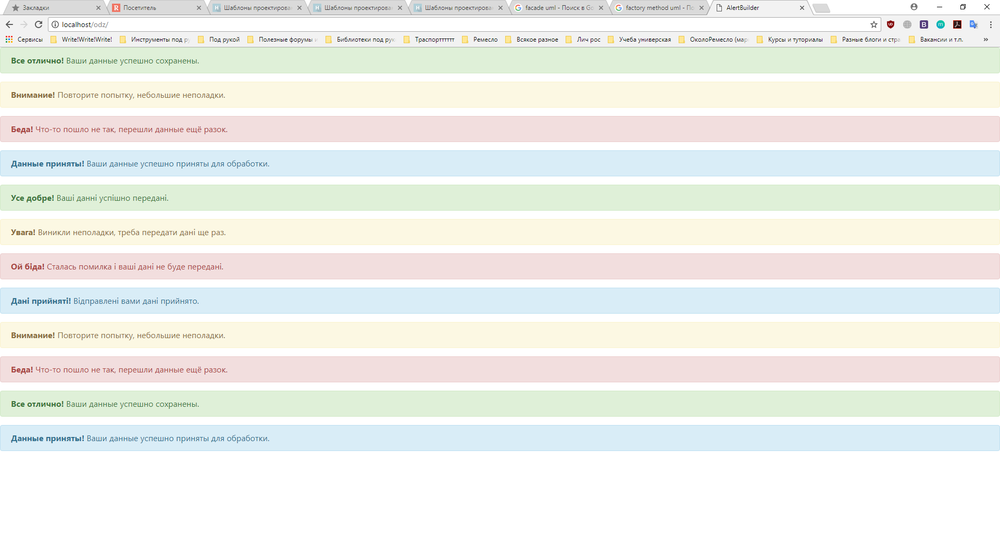 Закладки
Посетитель
Шаблоны проектирова
Шаблоны проектирова
Шаблоны проектирова
facade uml - Поиск в Go
factory method uml - По
AlertBuilder
localhost/odz/
Сервисы
Write!Write!Write!
Инструменты под ру
Под рукой
Полезные форумы и
Библиотеки под рук
Траспортттттт
Ремесло
Всякое разное
Лич рос
Учеба универская
ОколоРемесло (мар
Курсы и туториалы
Разные блоги и стра
Вакансии и т.п.
»
Все отлично! Ваши данные успешно сохранены.
Внимание! Повторите попытку, небольшие неполадки.
Беда! Что-то пошло не так, перешли данные ещё разок.
Данные приняты! Ваши данные успешно приняты для обработки.
Усе добре! Ваші данні успішно передані.
Увага! Виникли неполадки, треба передати дані ще раз.
Ой біда! Сталась помилка і ваші дані не буде передані.
Дані прийняті! Відправлені вами дані прийнято.
Внимание! Повторите попытку, небольшие неполадки.
Беда! Что-то пошло не так, перешли данные ещё разок.
Все отлично! Ваши данные успешно сохранены.
Данные приняты! Ваши данные успешно приняты для обработки.